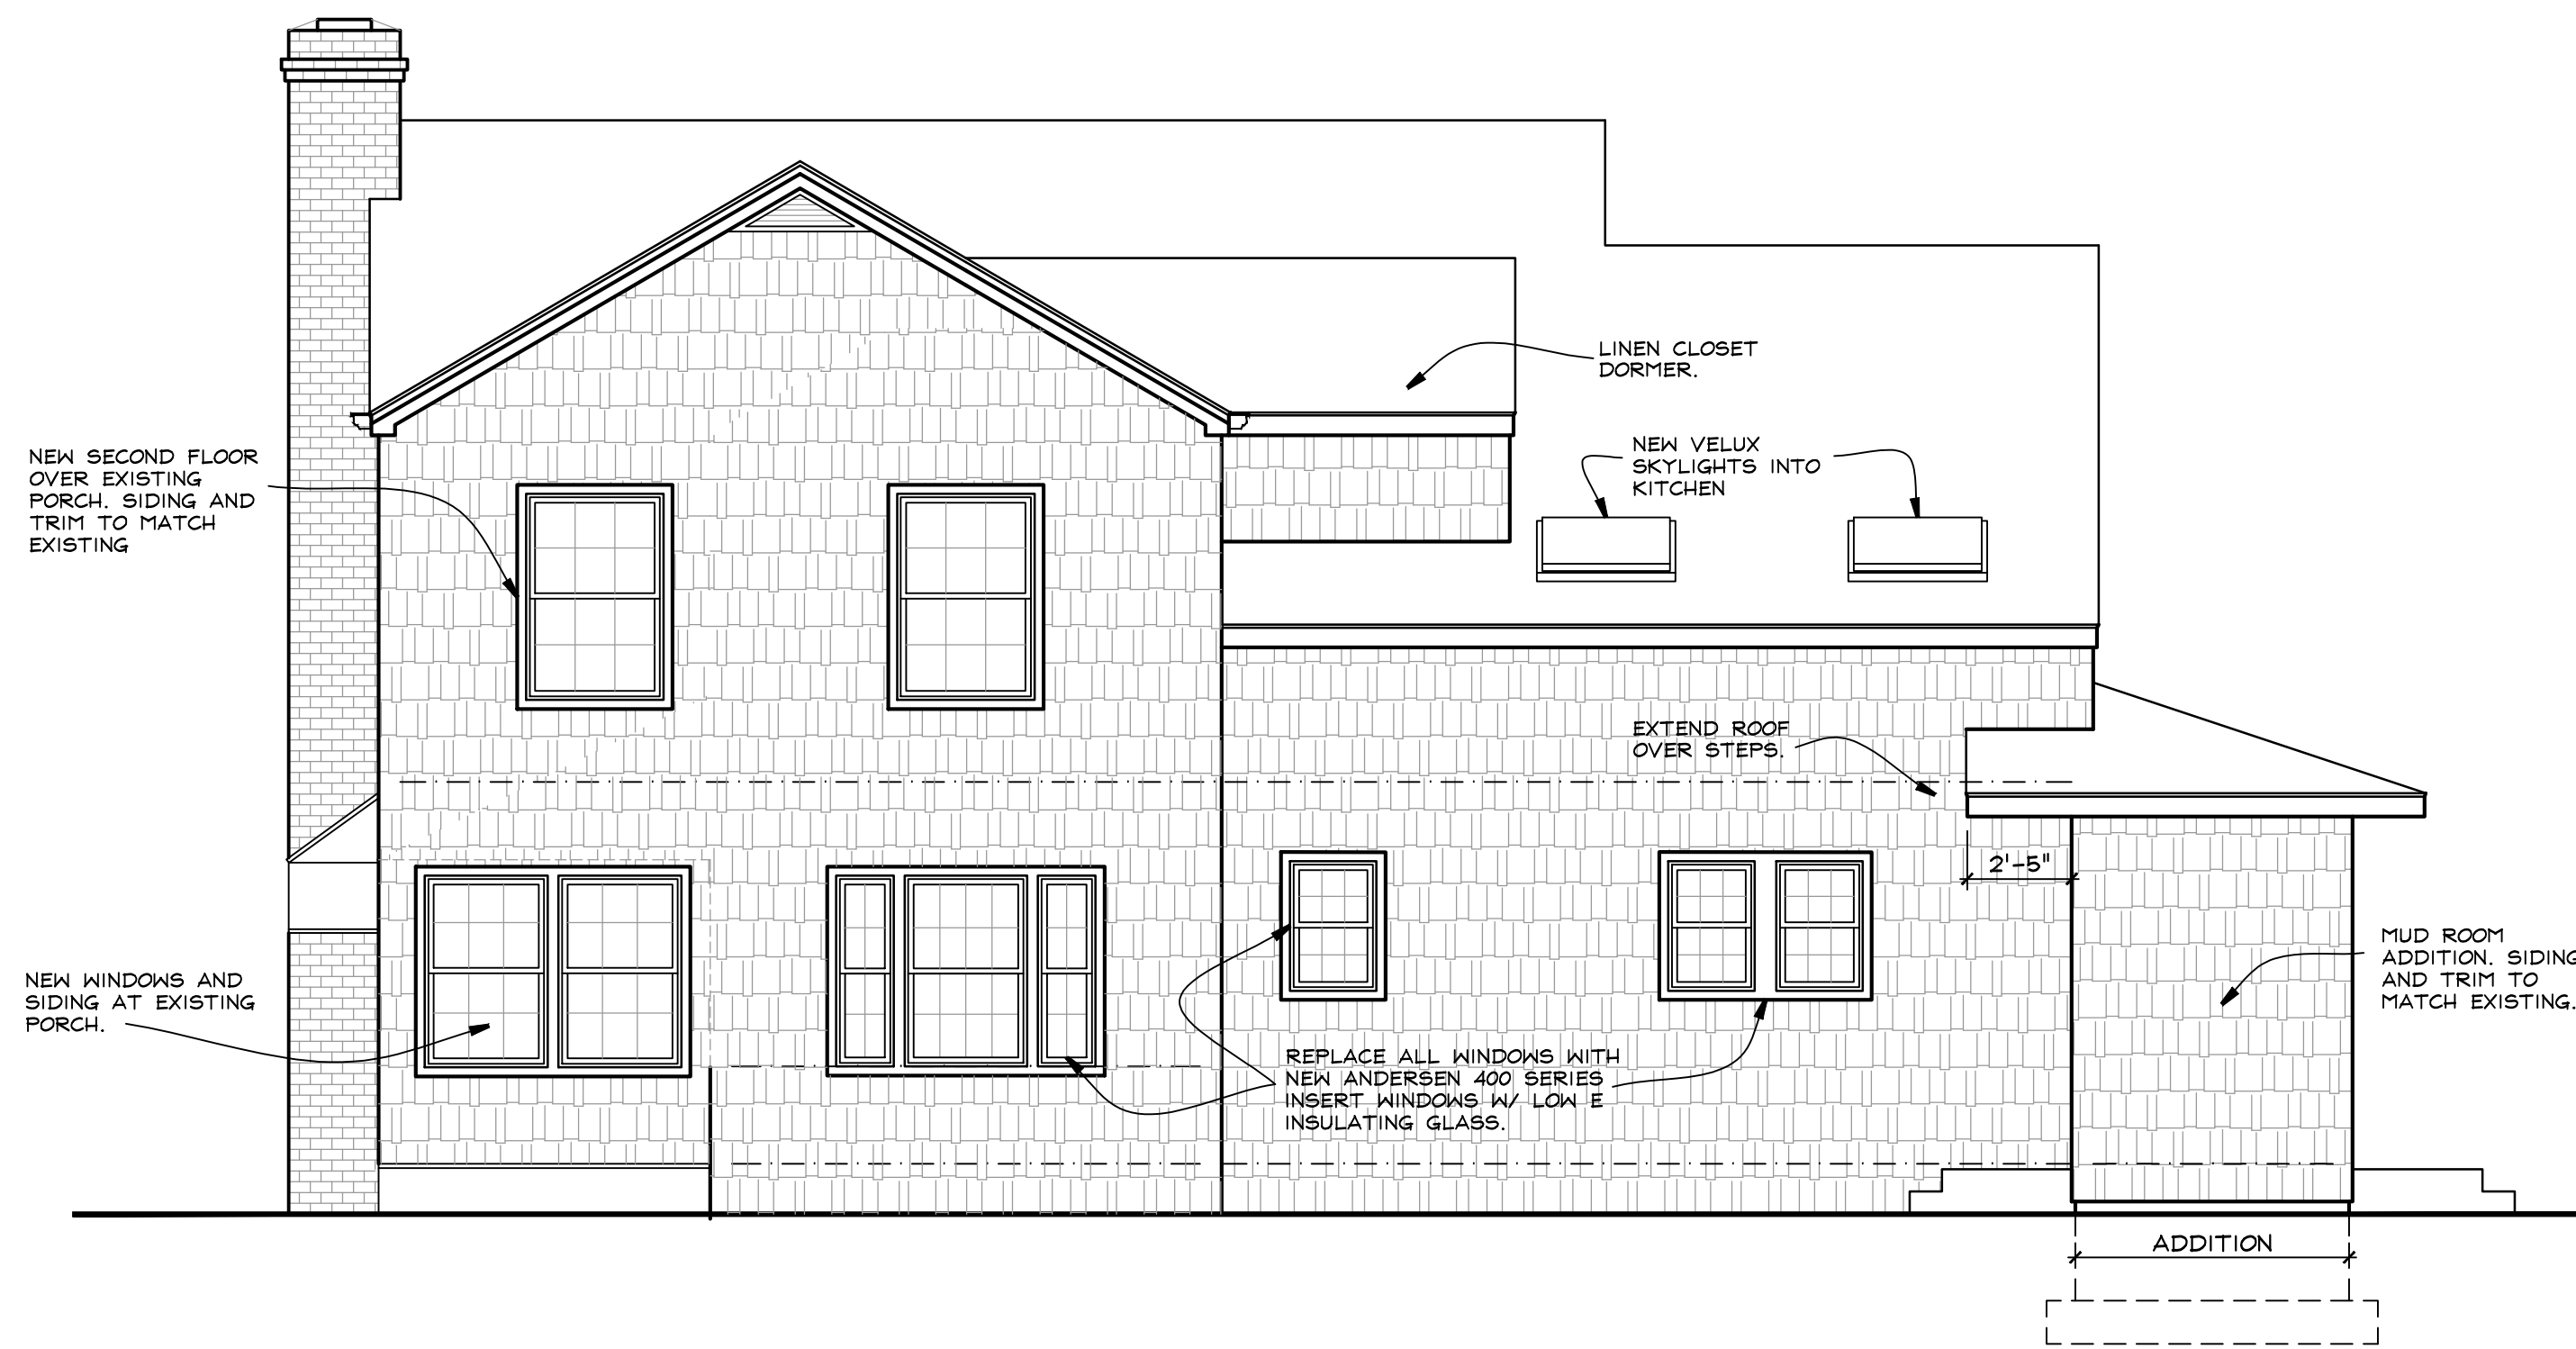 LINEN CLOSET
DORMER.
NEW VELUX
SKYLIGHTS INTO
KITCHEN
NEW SECOND FLOOR
OVER EXISTING
PORCH. SIDING AND
TRIM TO MATCH
EXISTING
EXTEND ROOF
OVER STEPS.
2'-5"
MUD ROOM
ADDITION. SIDING
AND TRIM TO
MATCH EXISTING.
NEW WINDOWS AND
SIDING AT EXISTING
PORCH.
REPLACE ALL WINDOWS WITH
NEW ANDERSEN 400 SERIES
INSERT WINDOWS W/ LOW E
INSULATING GLASS.
ADDITION